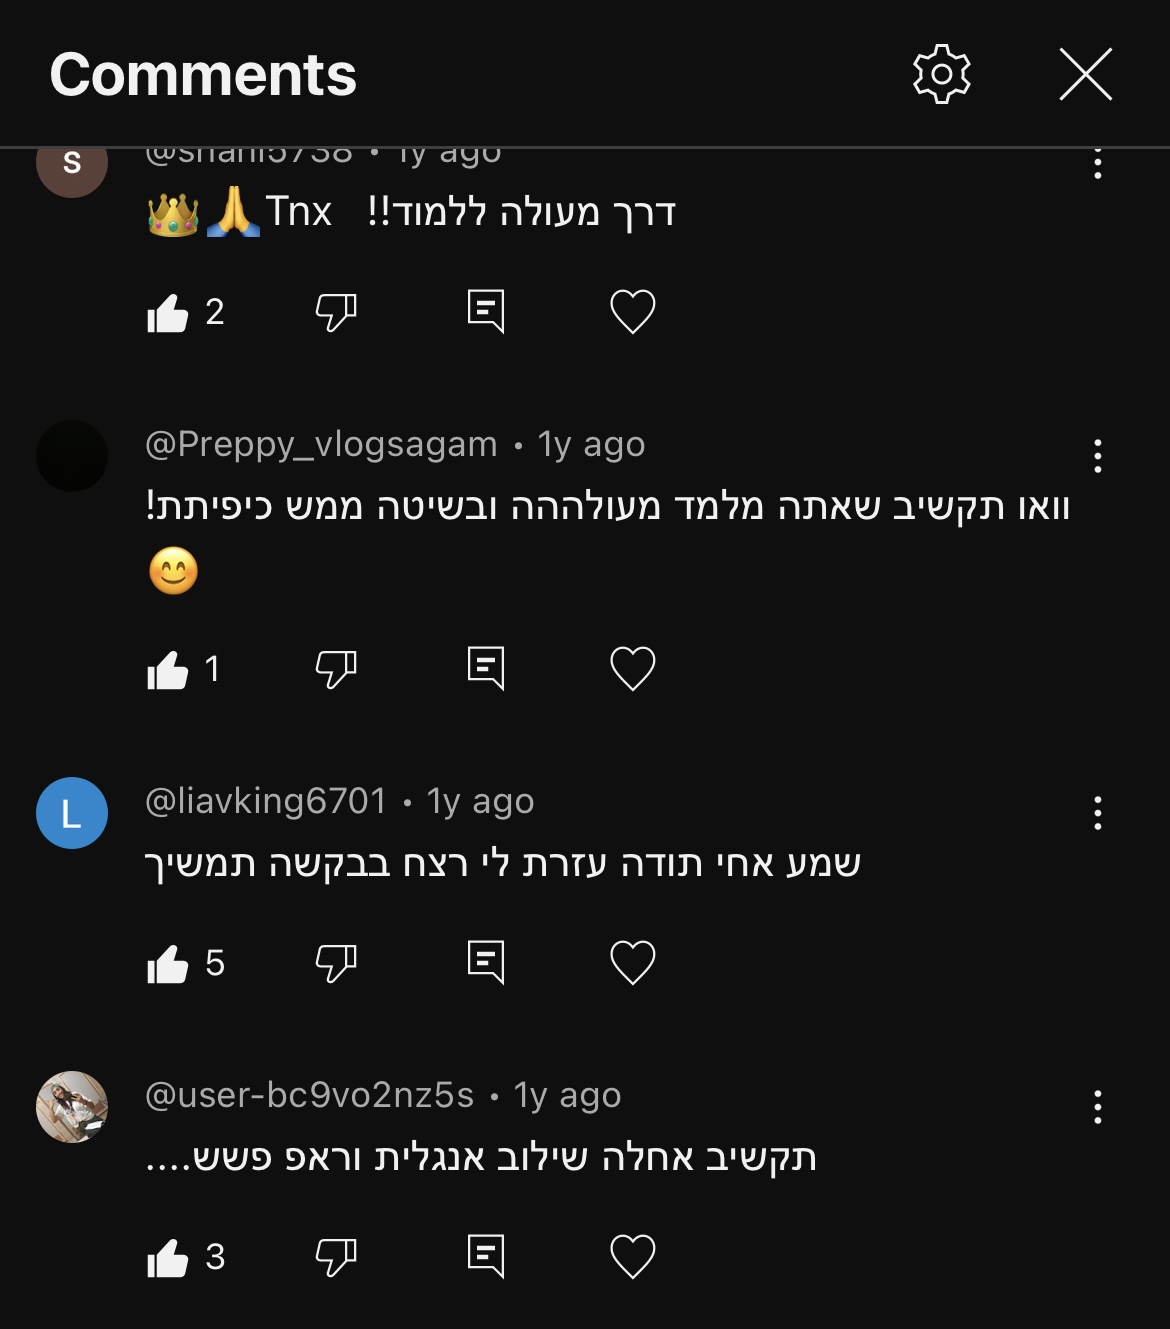 Comments
S
@shani5738 • 1y ago
דרך מעולה ללמוד!! Tnx🙏👑
2
@Preppy_vlogsagam • 1y ago
וואו תקשיב שאתה מלמד מעולההה ובשיטה ממש כיפיתת!
😊
1
L
@liavking6701 • 1y ago
שמע אחי תודה עזרת לי רצח בבקשה תמשיך
5
@user-bc9vo2nz5s • 1y ago
תקשיב אחלה שילוב אנגלית וראפ פשש....
3